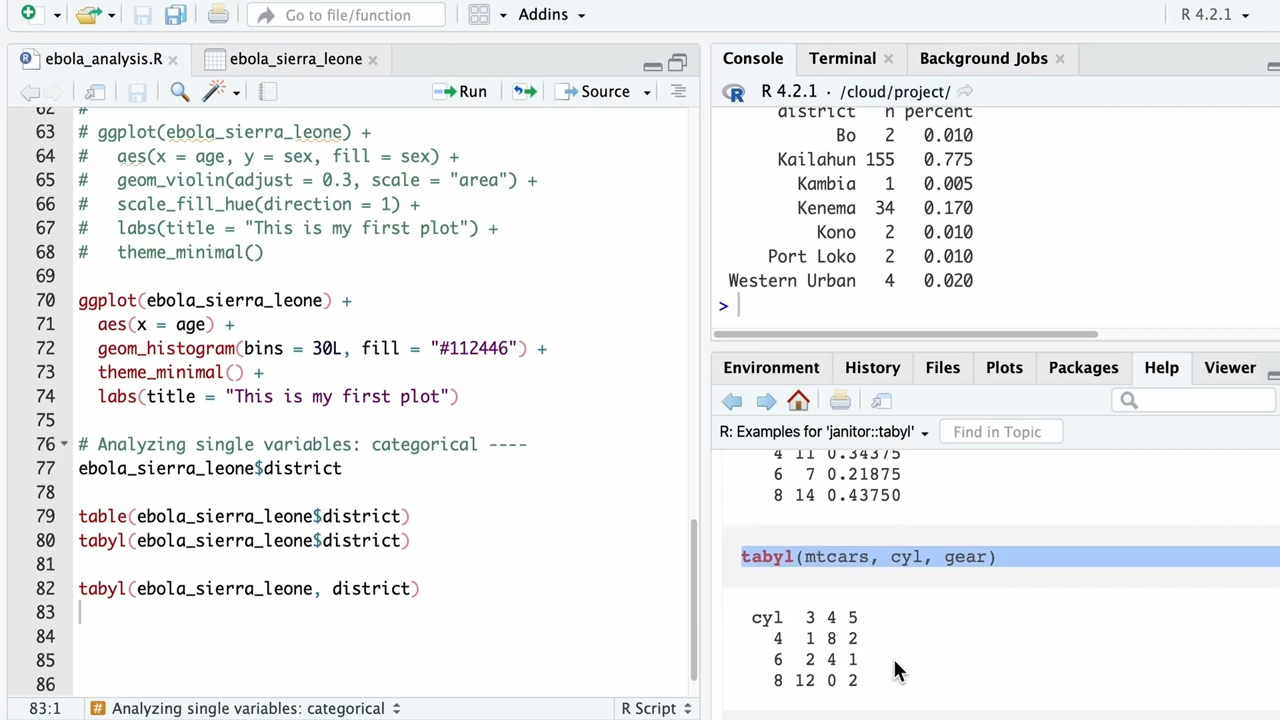 Go to file/function
Addins
R 4.2.1
ebola_analysis.R
ebola_sierra_leone
Run
Source
62 #
63 # ggplot(ebola_sierra_leone) +
64 #   aes(x = age, y = sex, fill = sex) +
65 #   geom_violin(adjust = 0.3, scale = "area") +
66 #   scale_fill_hue(direction = 1) +
67 #   labs(title = "This is my first plot") +
68 #   theme_minimal()
69
70 ggplot(ebola_sierra_leone) +
71   aes(x = age) +
72   geom_histogram(bins = 30L, fill = "#112446") +
73   theme_minimal() +
74   labs(title = "This is my first plot")
75
76 # Analyzing single variables: categorical ----
77 ebola_sierra_leone$district
78
79 table(ebola_sierra_leone$district)
80 tabyl(ebola_sierra_leone$district)
81
82 tabyl(ebola_sierra_leone, district)
83
84
85
86
83:1 # Analyzing single variables: categorical R Script
Console Terminal Background Jobs
R R 4.2.1 · /cloud/project/
district n percent
Bo 2 0.010
Kailahun 155 0.775
Kambia 1 0.005
Kenema 34 0.170
Kono 2 0.010
Port Loko 2 0.010
Western Urban 4 0.020
>
Environment History Files Plots Packages Help Viewer
R: Examples for 'janitor::tabyl' Find in Topic
4 11 0.34375
6 7 0.21875
8 14 0.43750
tabyl(mtcars, cyl, gear)
cyl 3 4 5
4 1 8 2
6 2 4 1
8 12 0 2